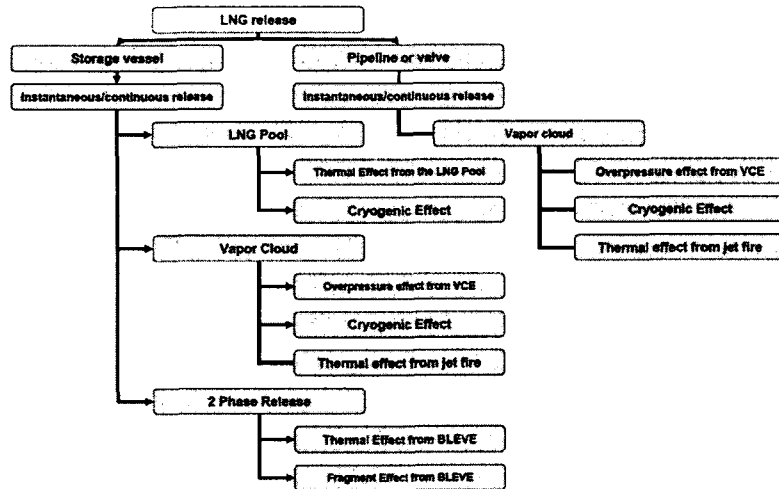 LNG release
Storage vessel
Pipeline or valve
Instantaneous/continuous release
Instantaneous/continuous release
LNG Pool
Vapor cloud
Thermal Effect from the LNG Pool
Overpressure effect from VCE
Cryogenic Effect
Cryogenic Effect
Vapor Cloud
Thermal effect from jet fire
Overpressure effect from VCE
Cryogenic Effect
Thermal effect from jet fire
2 Phase Release
Thermal Effect from BLEVE
Fragment Effect from BLEVE